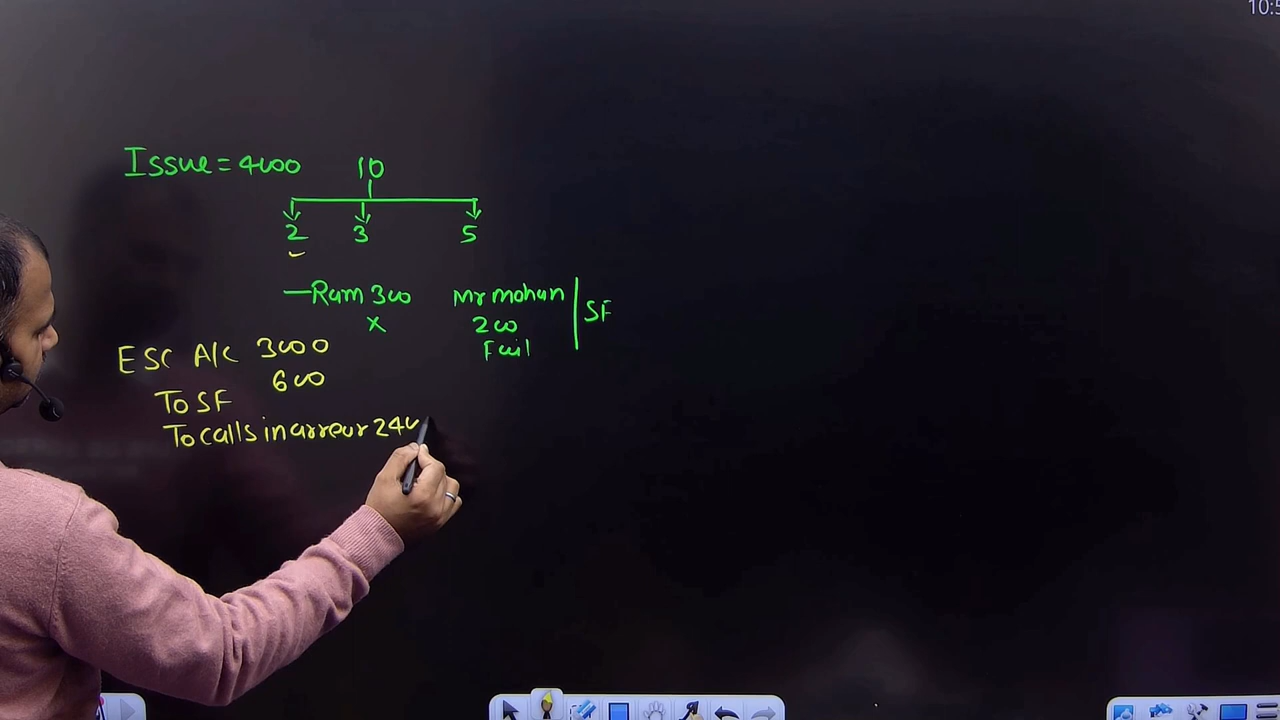 10:5
Issue = 4000 10
2 3 5
Ram 300 Mr mohan
x 200 SF
Fail
ESC A/C 3000
600
To SF
To calls in arrear 240